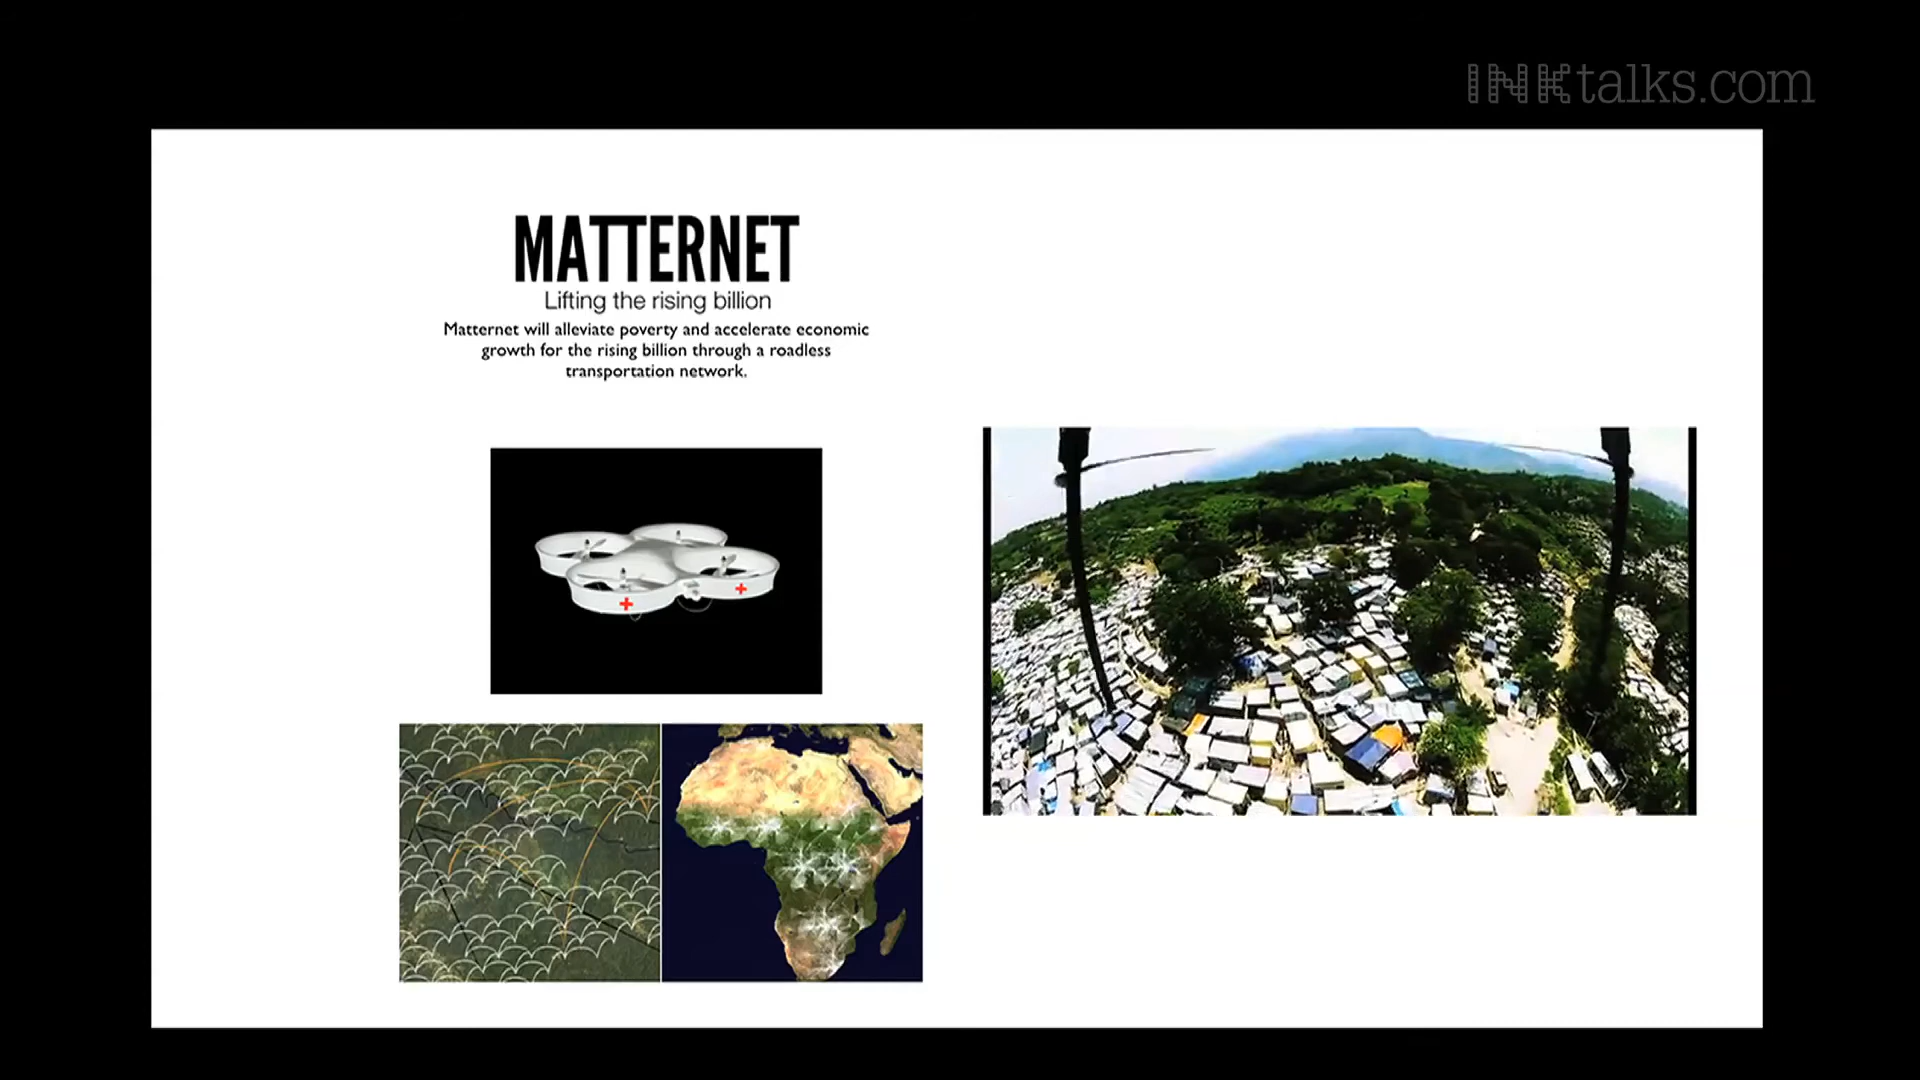 INKtalks.com
MATTERNET
Lifting the rising billion
Matternet will alleviate poverty and accelerate economic
growth for the rising billion through a roadless
transportation network.